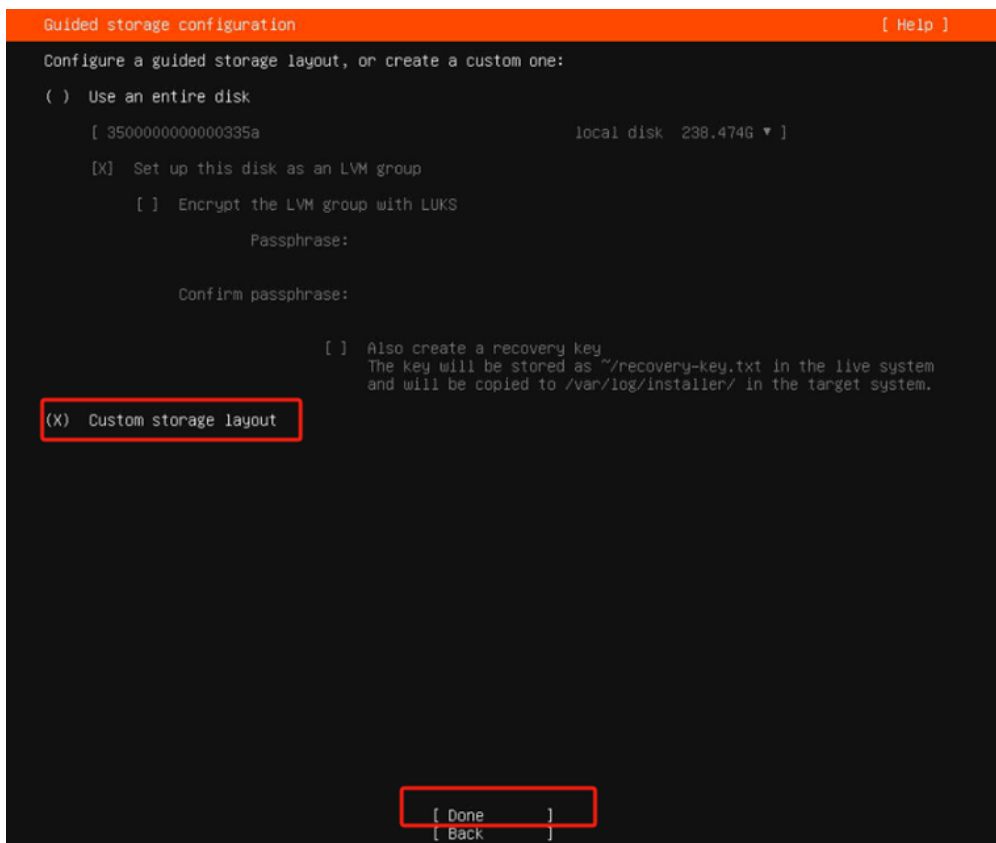 Guided storage configuration [ Help ]
Configure a guided storage layout, or create a custom one:
( ) Use an entire disk
[ 3500000000000335a local disk 238.474G ▾ ]
[X] Set up this disk as an LVM group
[ ] Encrypt the LVM group with LUKS
Passphrase:
Confirm passphrase:
[ ] Also create a recovery key
The key will be stored as ~/recovery-key.txt in the live system
and will be copied to /var/log/installer/ in the target system.
(X) Custom storage layout
[ Done ]
[ Back ]